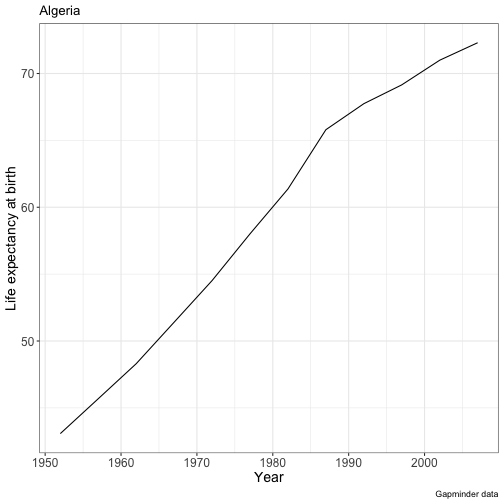 Algeria
70
60
50
Life expectancy at birth
1950 1960 1970 1980 1990 2000
Year
Gapminder data